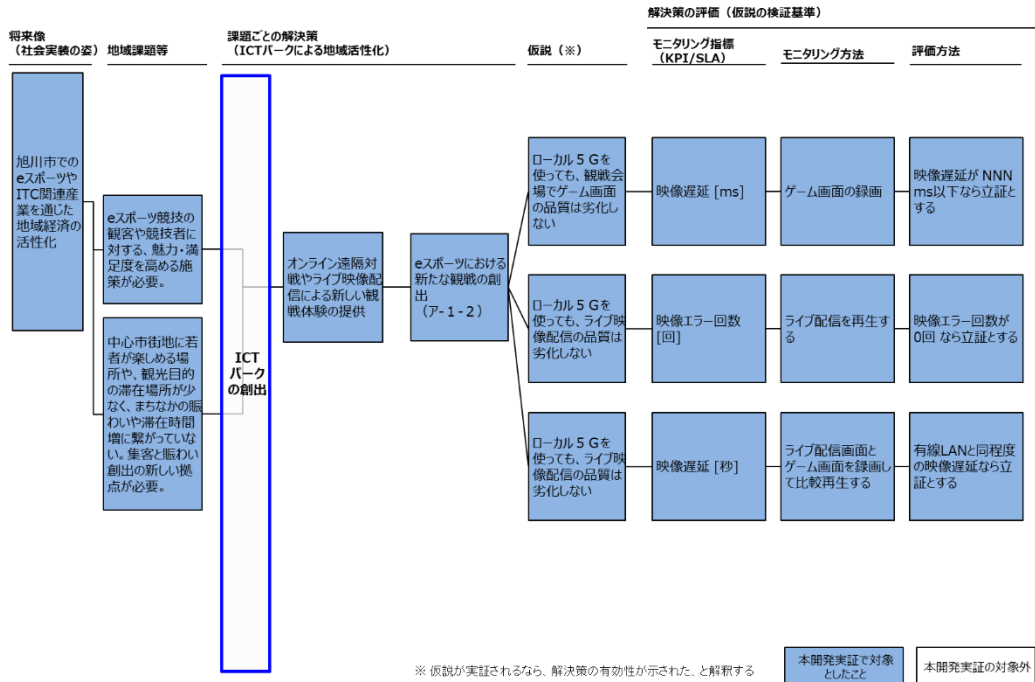 解決策の評価（仮説の検証基準）
将来像
（社会実装の姿）
地域課題等
課題ごとの解決策
（ICTパークによる地域活性化）
仮説（※）
モニタリング指標
（KPI/SLA）
モニタリング方法
評価方法
旭川市での
eスポーツや
ITC関連産
業を通じた
地域経済の
活性化
eスポーツ競技の
観客や競技者に
対する、魅力・満
足度を高める施
策が必要。
中心市街地に若
者が楽しめる場
所や、観光目的
の滞在場所が少
なく、まちなかの賑
わいや滞在時間
増に繋がっていな
い。集客と賑わい
創出の新しい拠
点が必要。
ICT
パーク
の創出
オンライン遠隔対
戦やライブ映像配
信による新しい観
戦体験の提供
eスポーツにおける
新たな観戦の創
出
（ア-１-２）
ローカル５Ｇを
使っても、観戦会
場でゲーム画面
の品質は劣化し
ない
映像遅延 [ms]
ゲーム画面の録画
映像遅延が NNN
ms以下なら立証と
する
ローカル５Ｇを
使っても、ライブ映
像配信の品質は
劣化しない
映像エラー回数
[回]
ライブ配信を再生す
る
映像エラー回数が
0回 なら立証とする
ローカル５Ｇを
使っても、ライブ映
像配信の品質は
劣化しない
映像遅延 [秒]
ライブ配信画面と
ゲーム画面を録画し
て比較再生する
有線LANと同程度
の映像遅延なら立
証とする
※ 仮説が実証されるなら、解決策の有効性が示された、と解釈する
本開発実証で対象
としたこと
本開発実証の対象外